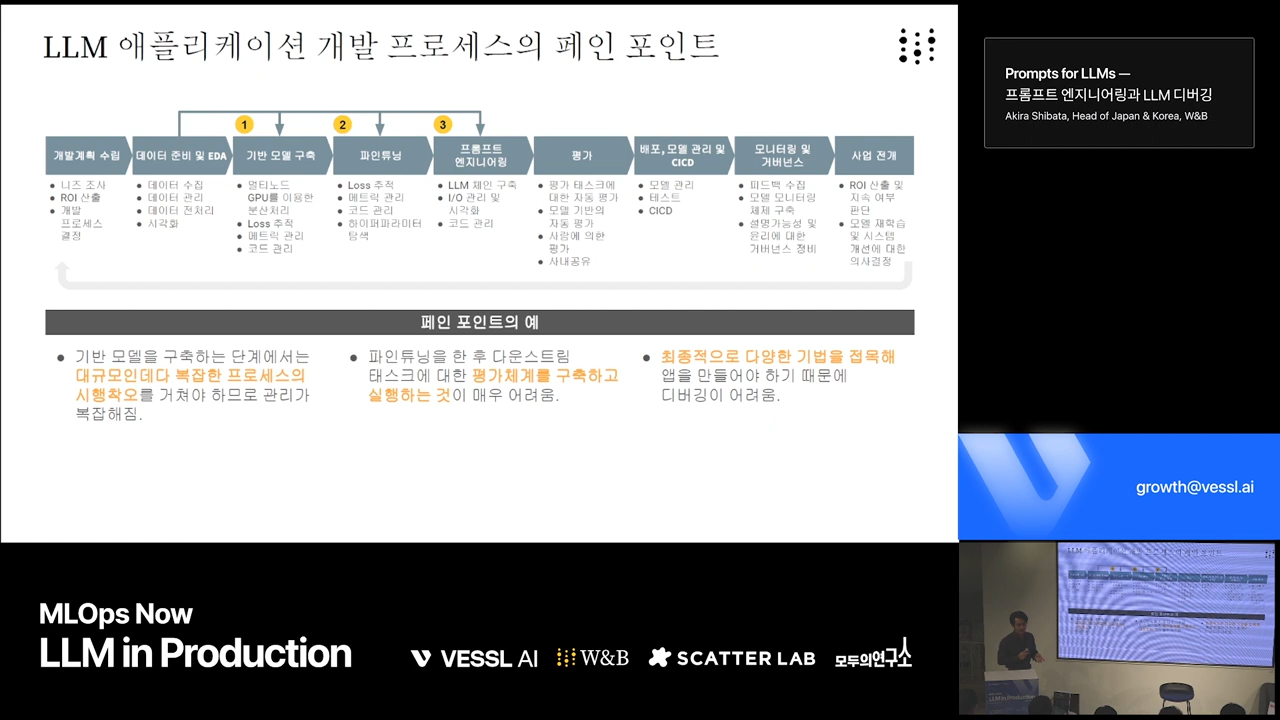 LLM 애플리케이션 개발 프로세스의 페인 포인트
1
2
3
개발계획 수립
데이터 준비 및 EDA
기반 모델 구축
파인튜닝
프롬프트
엔지니어링
평가
배포, 모델 관리 및
CICD
모니터링 및
거버넌스
사업 전개
● 니즈 조사
● ROI 산출
● 개발
프로세스
결정
● 데이터 수집
● 데이터 관리
● 데이터 전처리
● 시각화
● 멀티노드
GPU를 이용한
분산처리
● Loss 추적
● 메트릭 관리
● 코드 관리
● Loss 추적
● 메트릭 관리
● 코드 관리
● 하이퍼파라미터
탐색
● LLM 체인 구축
● I/O 관리 및
시각화
● 코드 관리
● 평가 태스크에
대한 자동 평가
● 모델 기반의
자동 평가
● 사람에 의한
평가
● 사내공유
● 모델 관리
● 테스트
● CICD
● 피드백 수집
● 모델 모니터링
체제 구축
● 설명가능성 및
윤리에 대한
거버넌스 정비
● ROI 산출 및
지속 여부
판단
● 모델 재학습
및 시스템
개선에 대한
의사결정
페인 포인트의 예
● 기반 모델을 구축하는 단계에서는
대규모인데다 복잡한 프로세스의
시행착오를 거쳐야 하므로 관리가
복잡해짐.
● 파인튜닝을 한 후 다운스트림
태스크에 대한 평가체계를 구축하고
실행하는 것이 매우 어려움.
● 최종적으로 다양한 기법을 접목해
앱을 만들어야 하기 때문에
디버깅이 어려움.
Prompts for LLMs —
프롬프트 엔지니어링과 LLM 디버깅
Akira Shibata, Head of Japan & Korea, W&B
growth@vessl.ai
MLOps Now
LLM in Production
VESSL AI
W&B
SCATTER LAB
모두의연구소